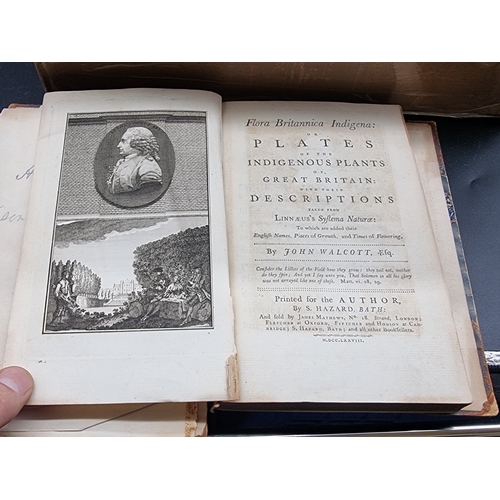 Flora Britannica Indigena:
OR
PLATES
OF THE
INDIGENOUS PLANTS
OF
GREAT BRITAIN:
WITH THEIR
DESCRIPTIONS
TAKEN FROM
LINNÆUS's Systema Naturæ:
To which are added their
English Names, Places of Growth, and Times of Flowering,
By JOHN WALCOTT, Esq.
Consider the Lillies of the Field how they grow: they toil not, neither
do they spin: And yet I say unto you, That Solomon in all his glory
was not arrayed like one of these. Matt. vi. 28, 29.
Printed for the AUTHOR,
By S. HAZARD, BATH:
And sold by JAMES MATHEWS, Nº. 18. Strand, LONDON;
FLETCHER at OXFORD, FLETCHER and HODSON at CAM-
BRIDGE; S. HAZARD, BATH; and all other Booksellers.
M.DCC.LXXVIII.